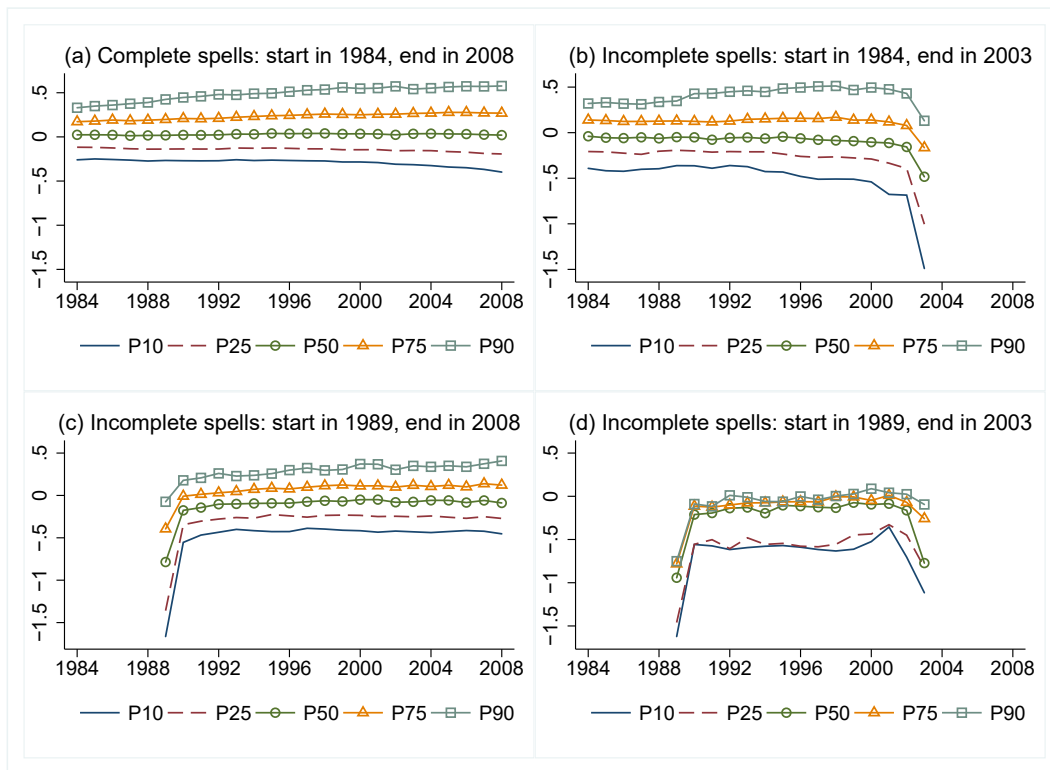 (a) Complete spells: start in 1984, end in 2008
.5
0
−.5
−1
−1.5
1984 1988 1992 1996 2000 2004 2008
P10 P25 P50 P75 P90
(b) Incomplete spells: start in 1984, end in 2003
.5
0
−.5
−1
−1.5
1984 1988 1992 1996 2000 2004 2008
P10 P25 P50 P75 P90
(c) Incomplete spells: start in 1989, end in 2008
.5
0
−.5
−1
−1.5
1984 1988 1992 1996 2000 2004 2008
P10 P25 P50 P75 P90
(d) Incomplete spells: start in 1989, end in 2003
.5
0
−.5
−1
−1.5
1984 1988 1992 1996 2000 2004 2008
P10 P25 P50 P75 P90